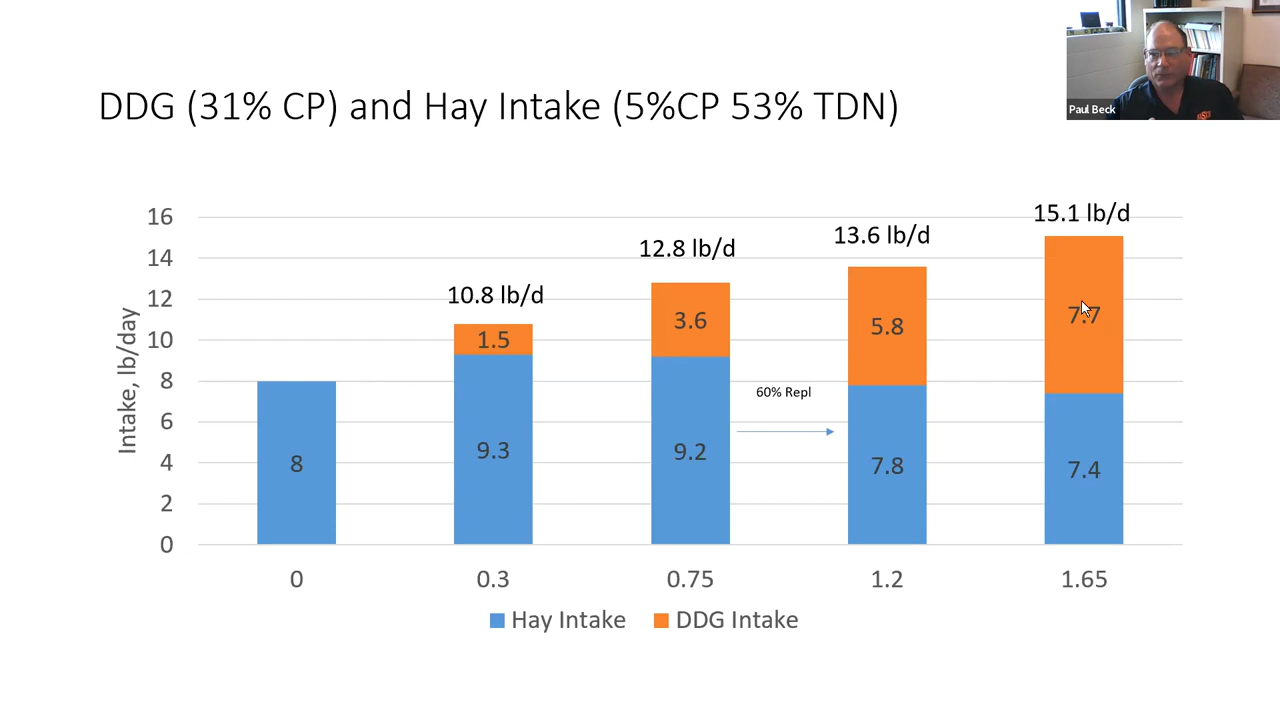 DDG (31% CP) and Hay Intake (5%CP 53% TDN)
Paul Beck
Intake, lb/day
16
14
12
10
8
6
4
2
0
10.8 lb/d
12.8 lb/d
13.6 lb/d
15.1 lb/d
8
1.5
9.3
3.6
9.2
60% Repl
5.8
7.8
7.7
7.4
0
0.3
0.75
1.2
1.65
Hay Intake
DDG Intake